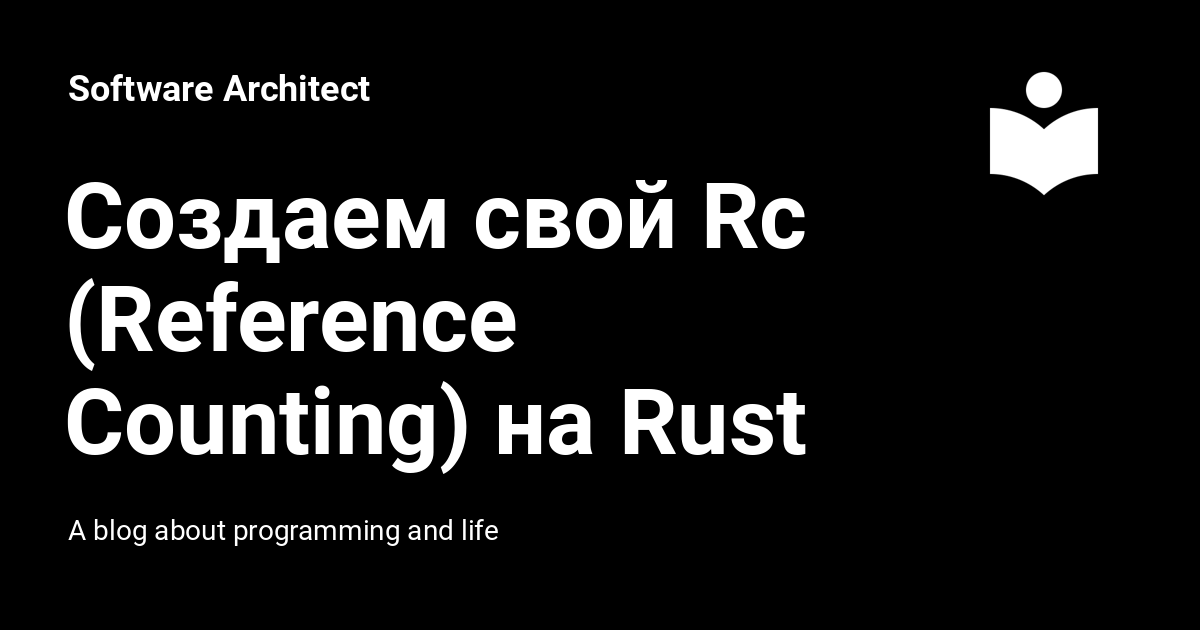 Software Architect
Создаем свой Rc
(Reference
Counting) на Rust
A blog about programming and life